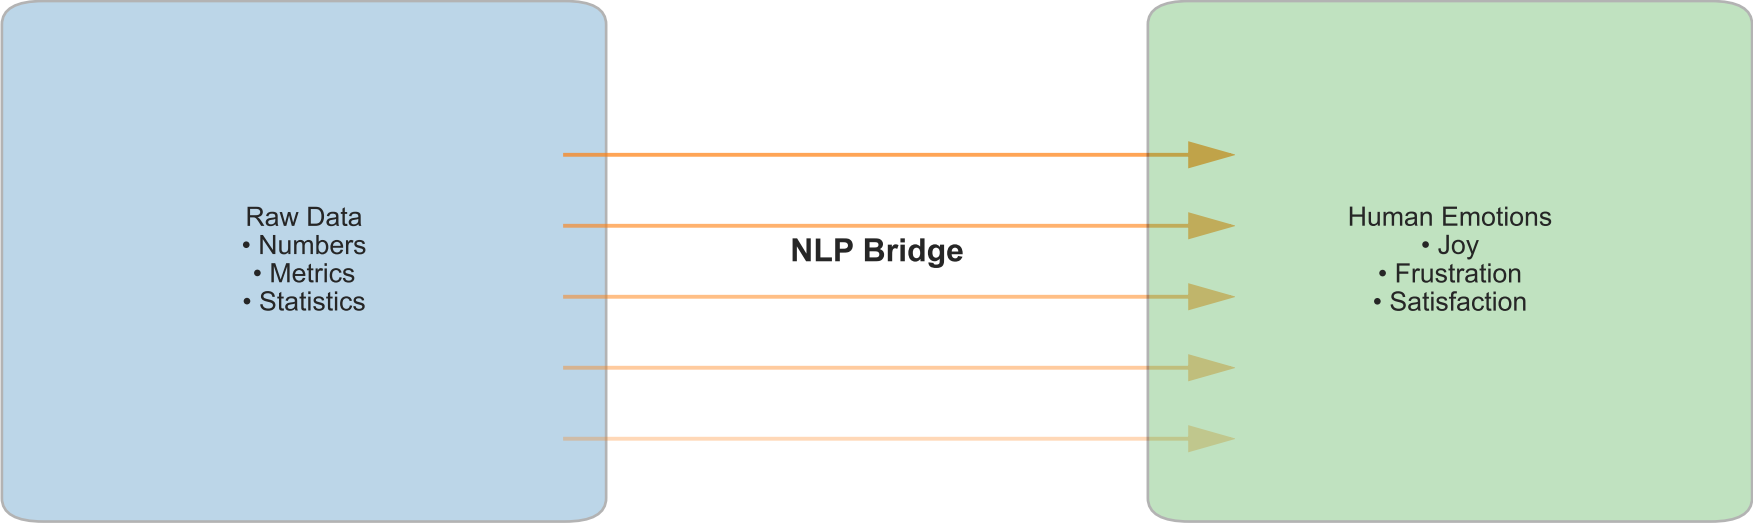 Raw Data
• Numbers
• Metrics
• Statistics
NLP Bridge
Human Emotions
• Joy
• Frustration
• Satisfaction